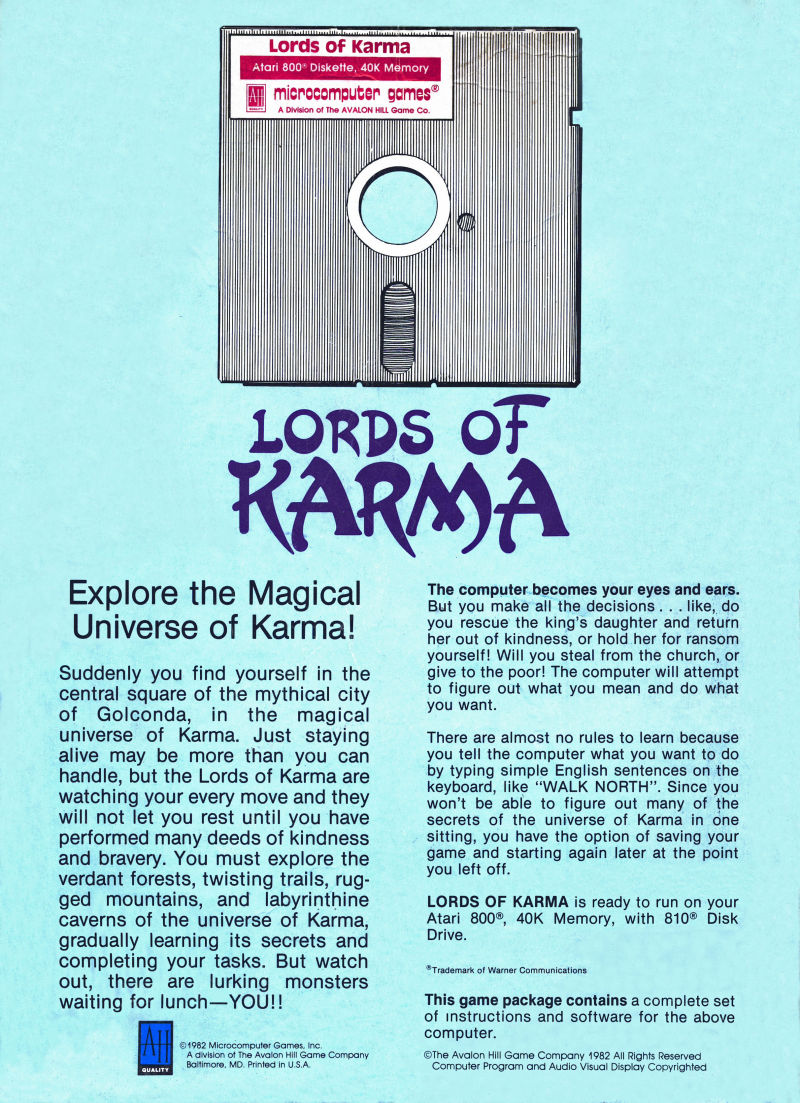 Lords of Karma
Atari 800® Diskette, 40K Memory
AH
QUALITY
microcomputer games®
A Division of The AVALON HILL Game Co.
LORDS OF
KARMA
Explore the Magical
Universe of Karma!
Suddenly you find yourself in the
central square of the mythical city
of Golconda, in the magical
universe of Karma. Just staying
alive may be more than you can
handle, but the Lords of Karma are
watching your every move and they
will not let you rest until you have
performed many deeds of kindness
and bravery. You must explore the
verdant forests, twisting trails, rug-
ged mountains, and labyrinthine
caverns of the universe of Karma,
gradually learning its secrets and
completing your tasks. But watch
out, there are lurking monsters
waiting for lunch—YOU!!
AH
QUALITY
©1982 Microcomputer Games, Inc.
A division of The Avalon Hill Game Company
Baltimore, MD. Printed in U.S.A.
The computer becomes your eyes and ears.
But you make all the decisions . . . like, do
you rescue the king's daughter and return
her out of kindness, or hold her for ransom
yourself! Will you steal from the church, or
give to the poor! The computer will attempt
to figure out what you mean and do what
you want.
There are almost no rules to learn because
you tell the computer what you want to do
by typing simple English sentences on the
keyboard, like “WALK NORTH”. Since you
won't be able to figure out many of the
secrets of the universe of Karma in one
sitting, you have the option of saving your
game and starting again later at the point
you left off.
LORDS OF KARMA is ready to run on your
Atari 800®, 40K Memory, with 810® Disk
Drive.
®Trademark of Warner Communications
This game package contains a complete set
of instructions and software for the above
computer.
©The Avalon Hill Game Company 1982 All Rights Reserved
Computer Program and Audio Visual Display Copyrighted